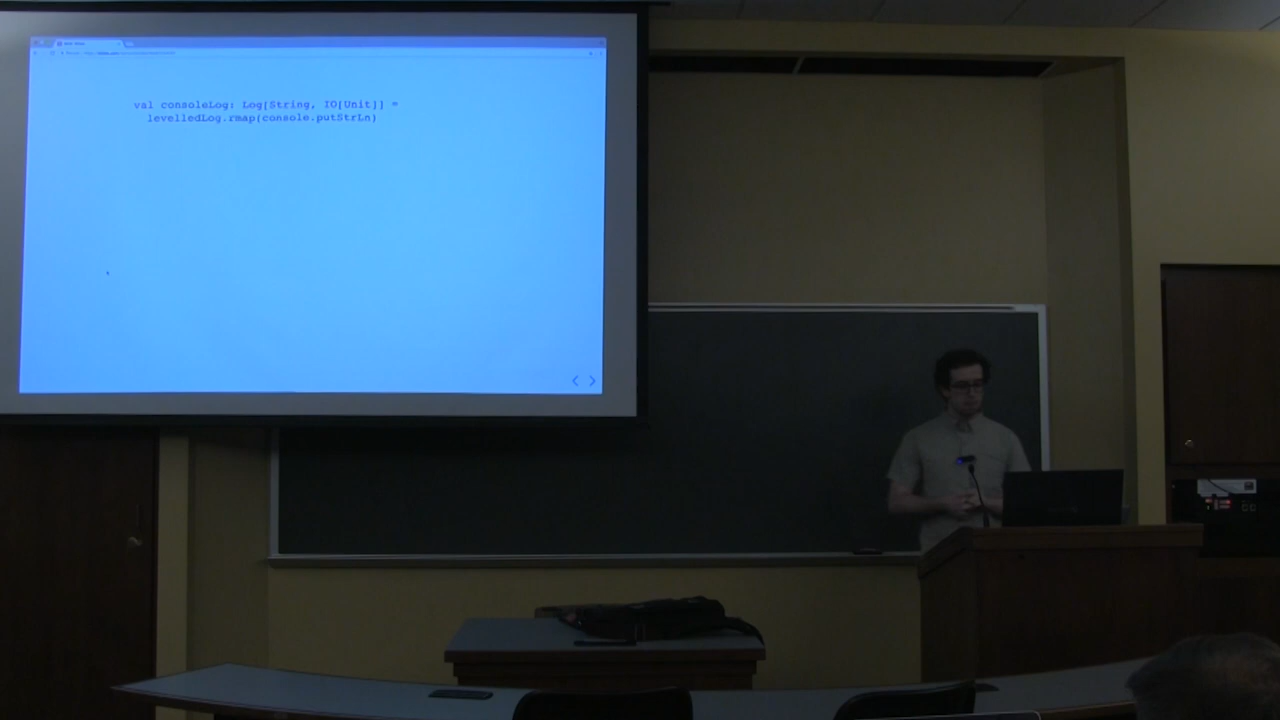 val consoleLog: Log[String, IO[Unit]] =
levelledLog.rmap(console.putStrLn)